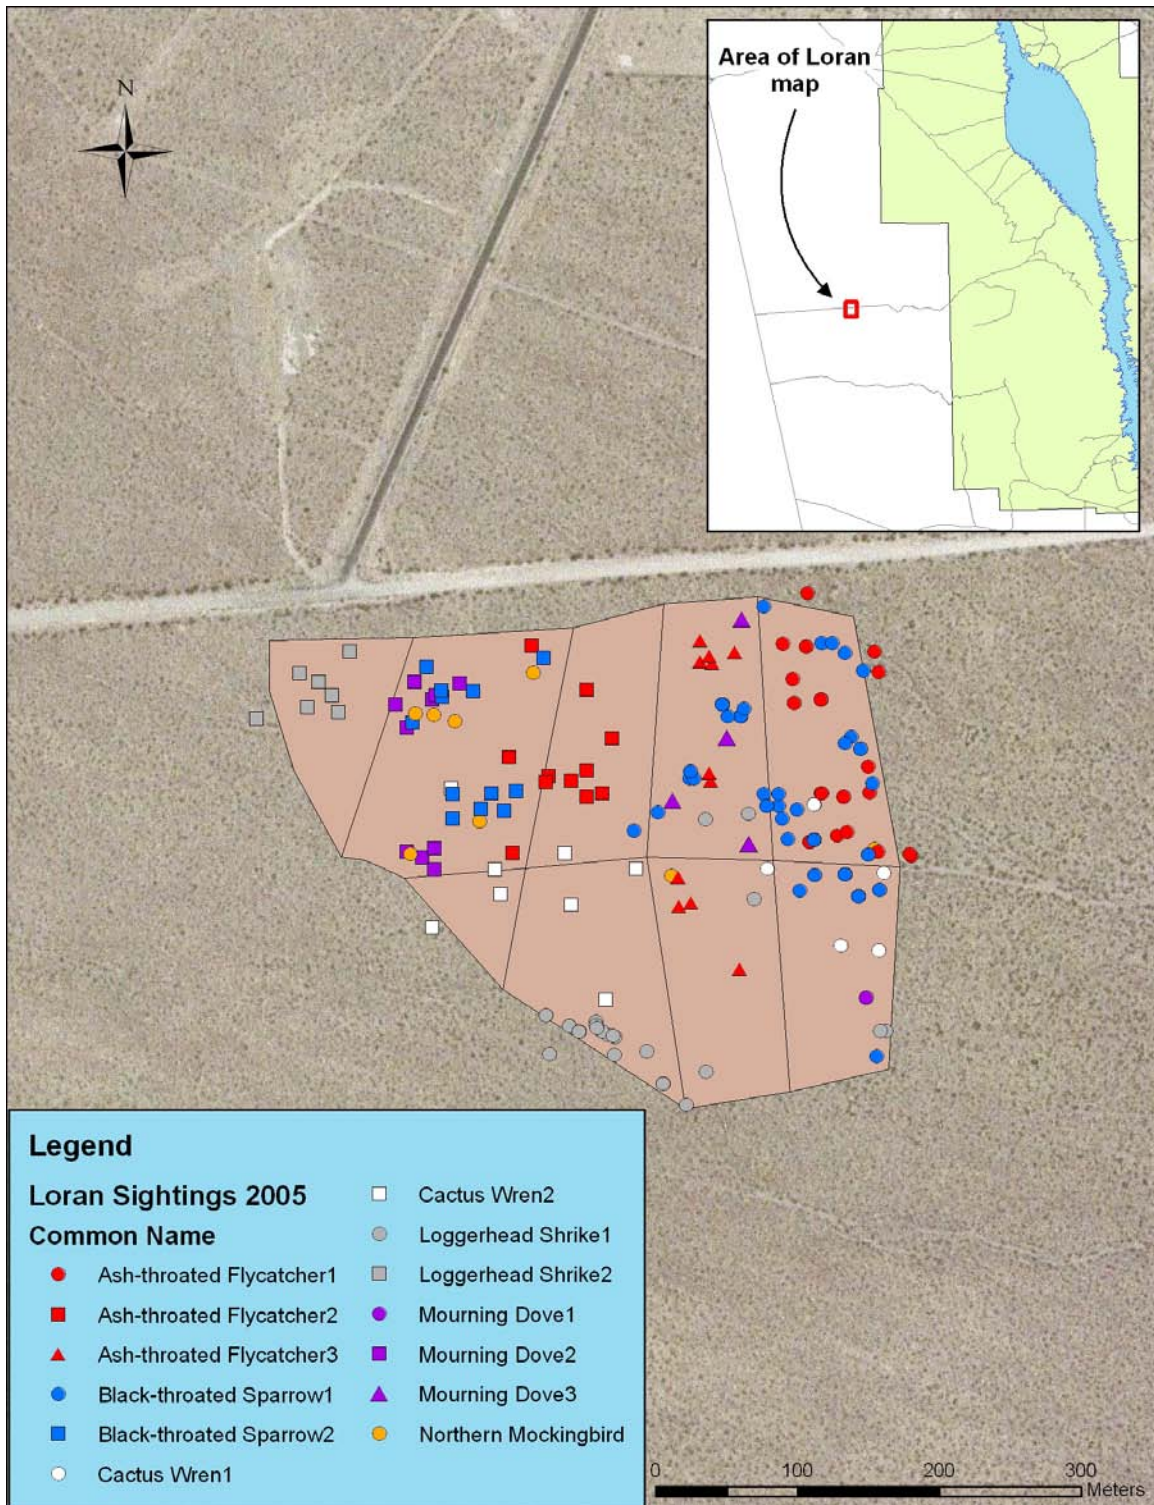 N
Area of Loran
map
Legend
Loran Sightings 2005
Common Name
Ash-throated Flycatcher1
Ash-throated Flycatcher2
Ash-throated Flycatcher3
Black-throated Sparrow1
Black-throated Sparrow2
Cactus Wren1
Cactus Wren2
Loggerhead Shrike1
Loggerhead Shrike2
Mourning Dove1
Mourning Dove2
Mourning Dove3
Northern Mockingbird
0 100 200 300
Meters